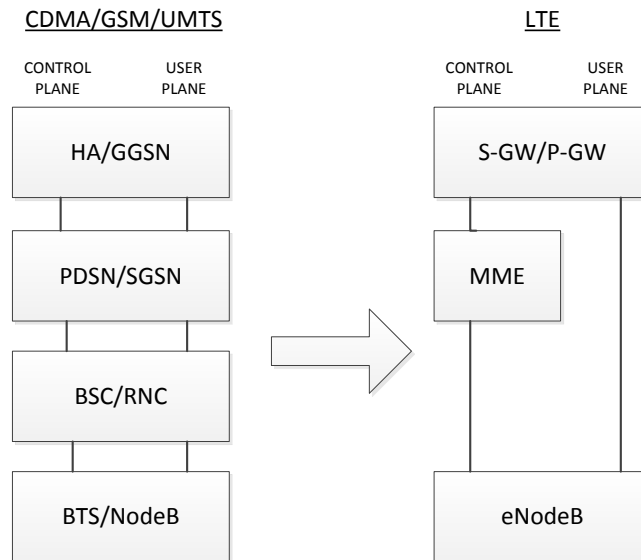 CDMA/GSM/UMTS
CONTROL
PLANE
USER
PLANE
HA/GGSN
PDSN/SGSN
BSC/RNC
BTS/NodeB
LTE
CONTROL
PLANE
USER
PLANE
S-GW/P-GW
MME
eNodeB